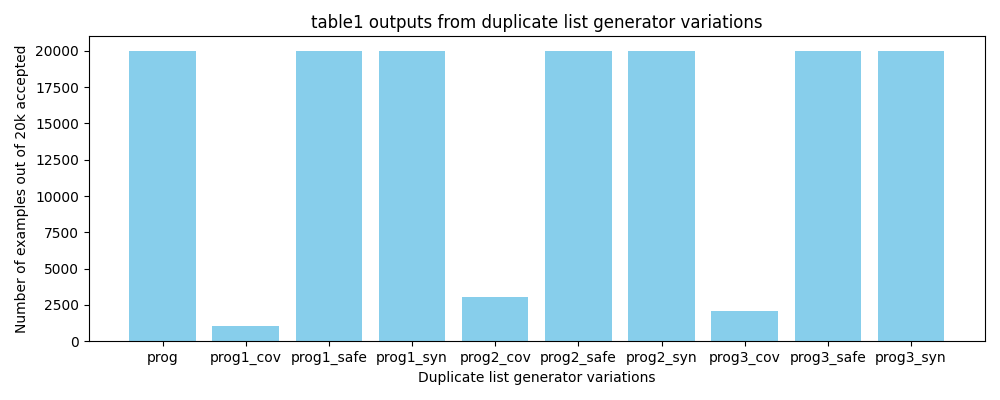 table1 outputs from duplicate list generator variations
Number of examples out of 20k accepted
20000
17500
15000
12500
10000
7500
5000
2500
0
prog prog1_cov prog1_safe prog1_syn prog2_cov prog2_safe prog2_syn prog3_cov prog3_safe prog3_syn
Duplicate list generator variations